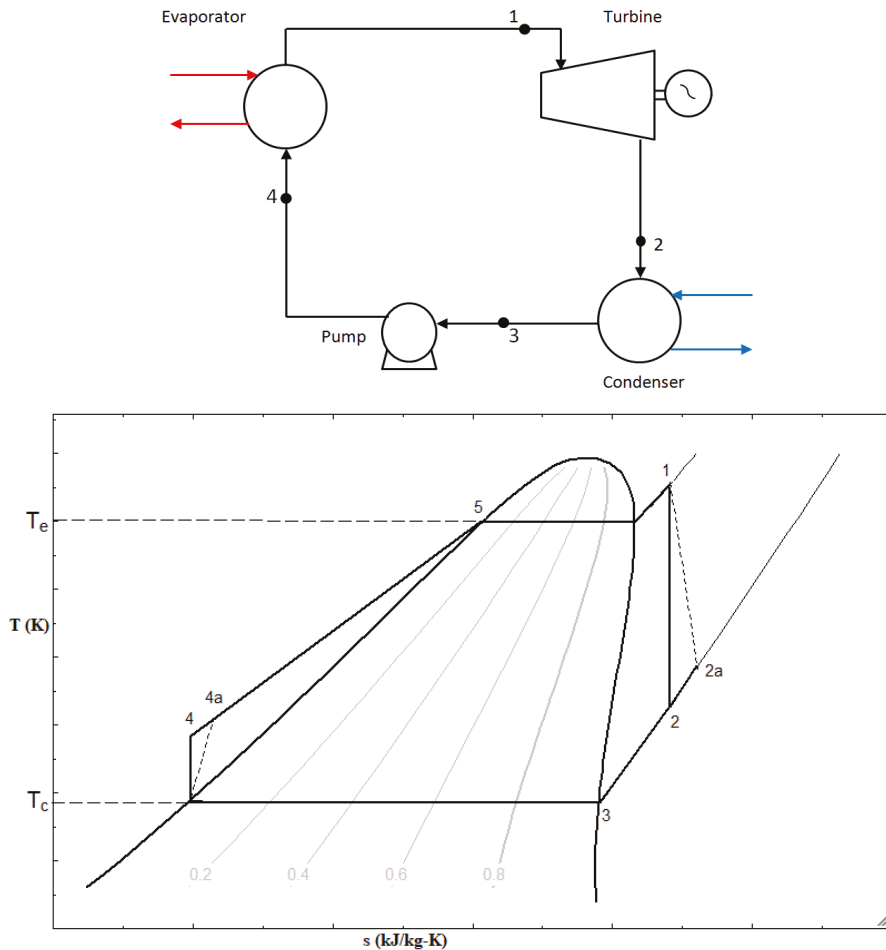 Evaporator
1
Turbine
4
2
Pump
3
Condenser
1
5
Te
T (K)
4a
2a
4
2
Tc
3
0.2 0.4 0.6 0.8
s (kJ/kg-K)